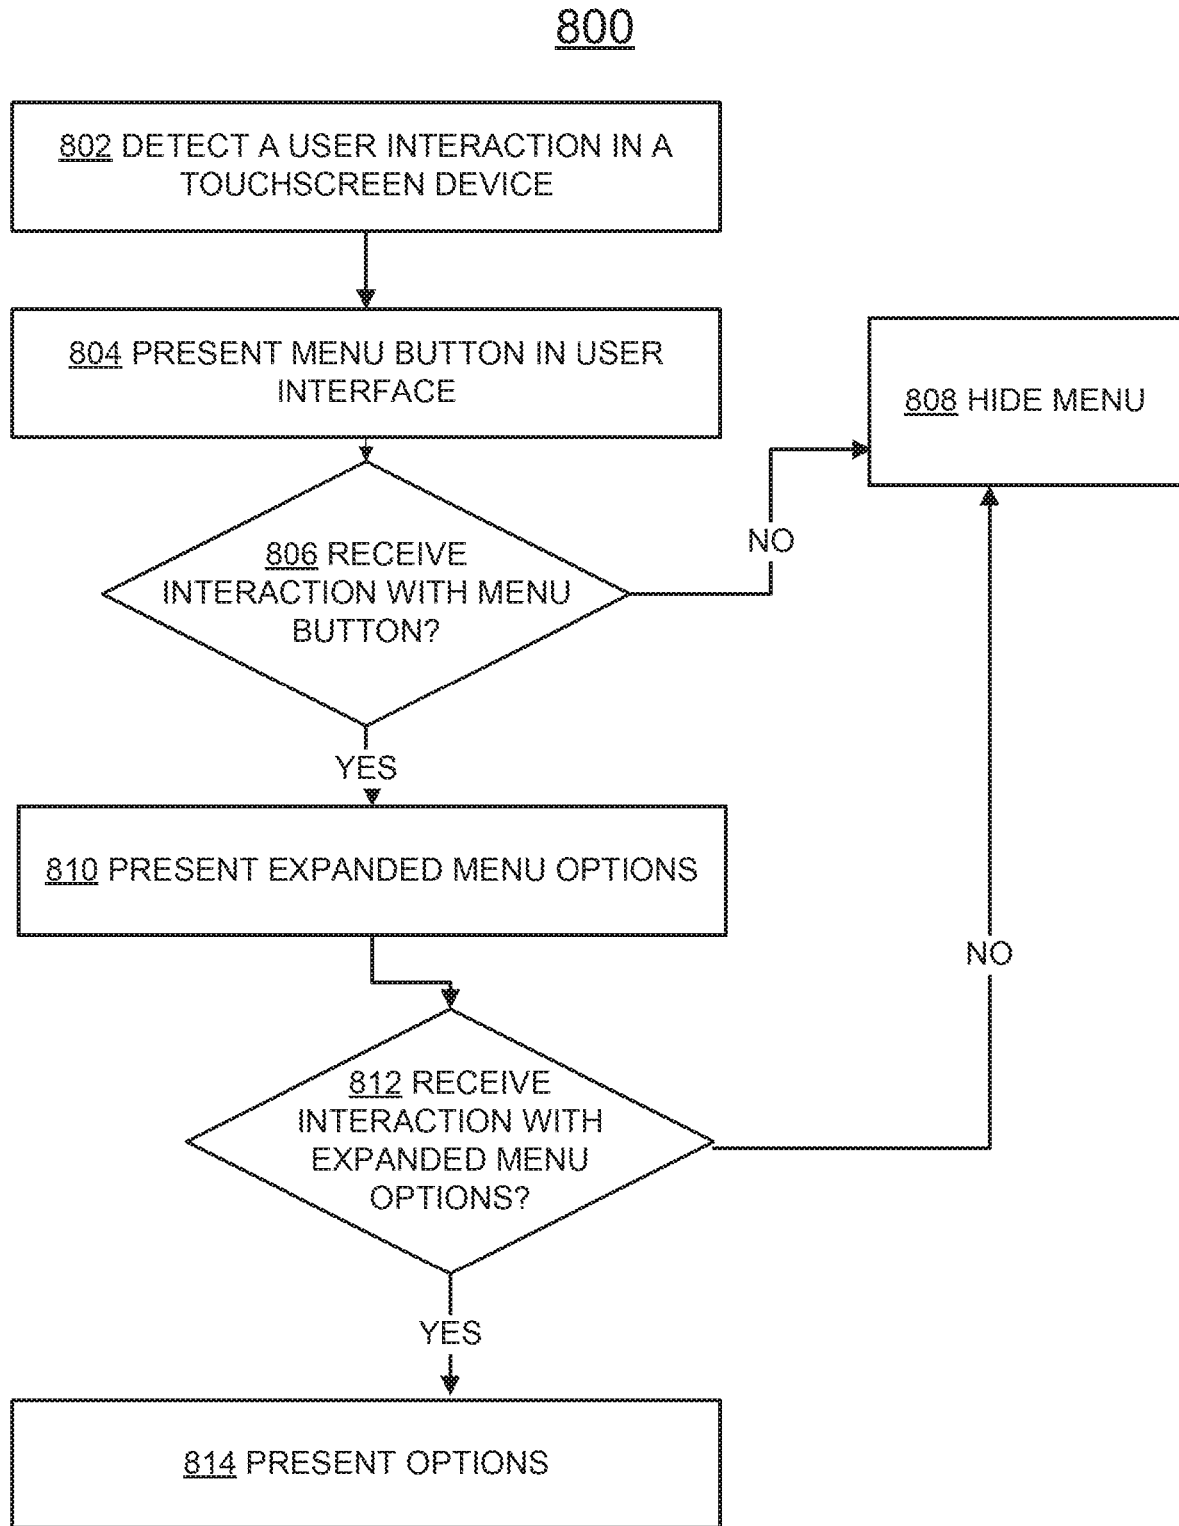 800
802 DETECT A USER INTERACTION IN A
TOUCHSCREEN DEVICE
804 PRESENT MENU BUTTON IN USER
INTERFACE
808 HIDE MENU
806 RECEIVE
INTERACTION WITH MENU
BUTTON?
NO
YES
810 PRESENT EXPANDED MENU OPTIONS
NO
812 RECEIVE
INTERACTION WITH
EXPANDED MENU
OPTIONS?
YES
814 PRESENT OPTIONS